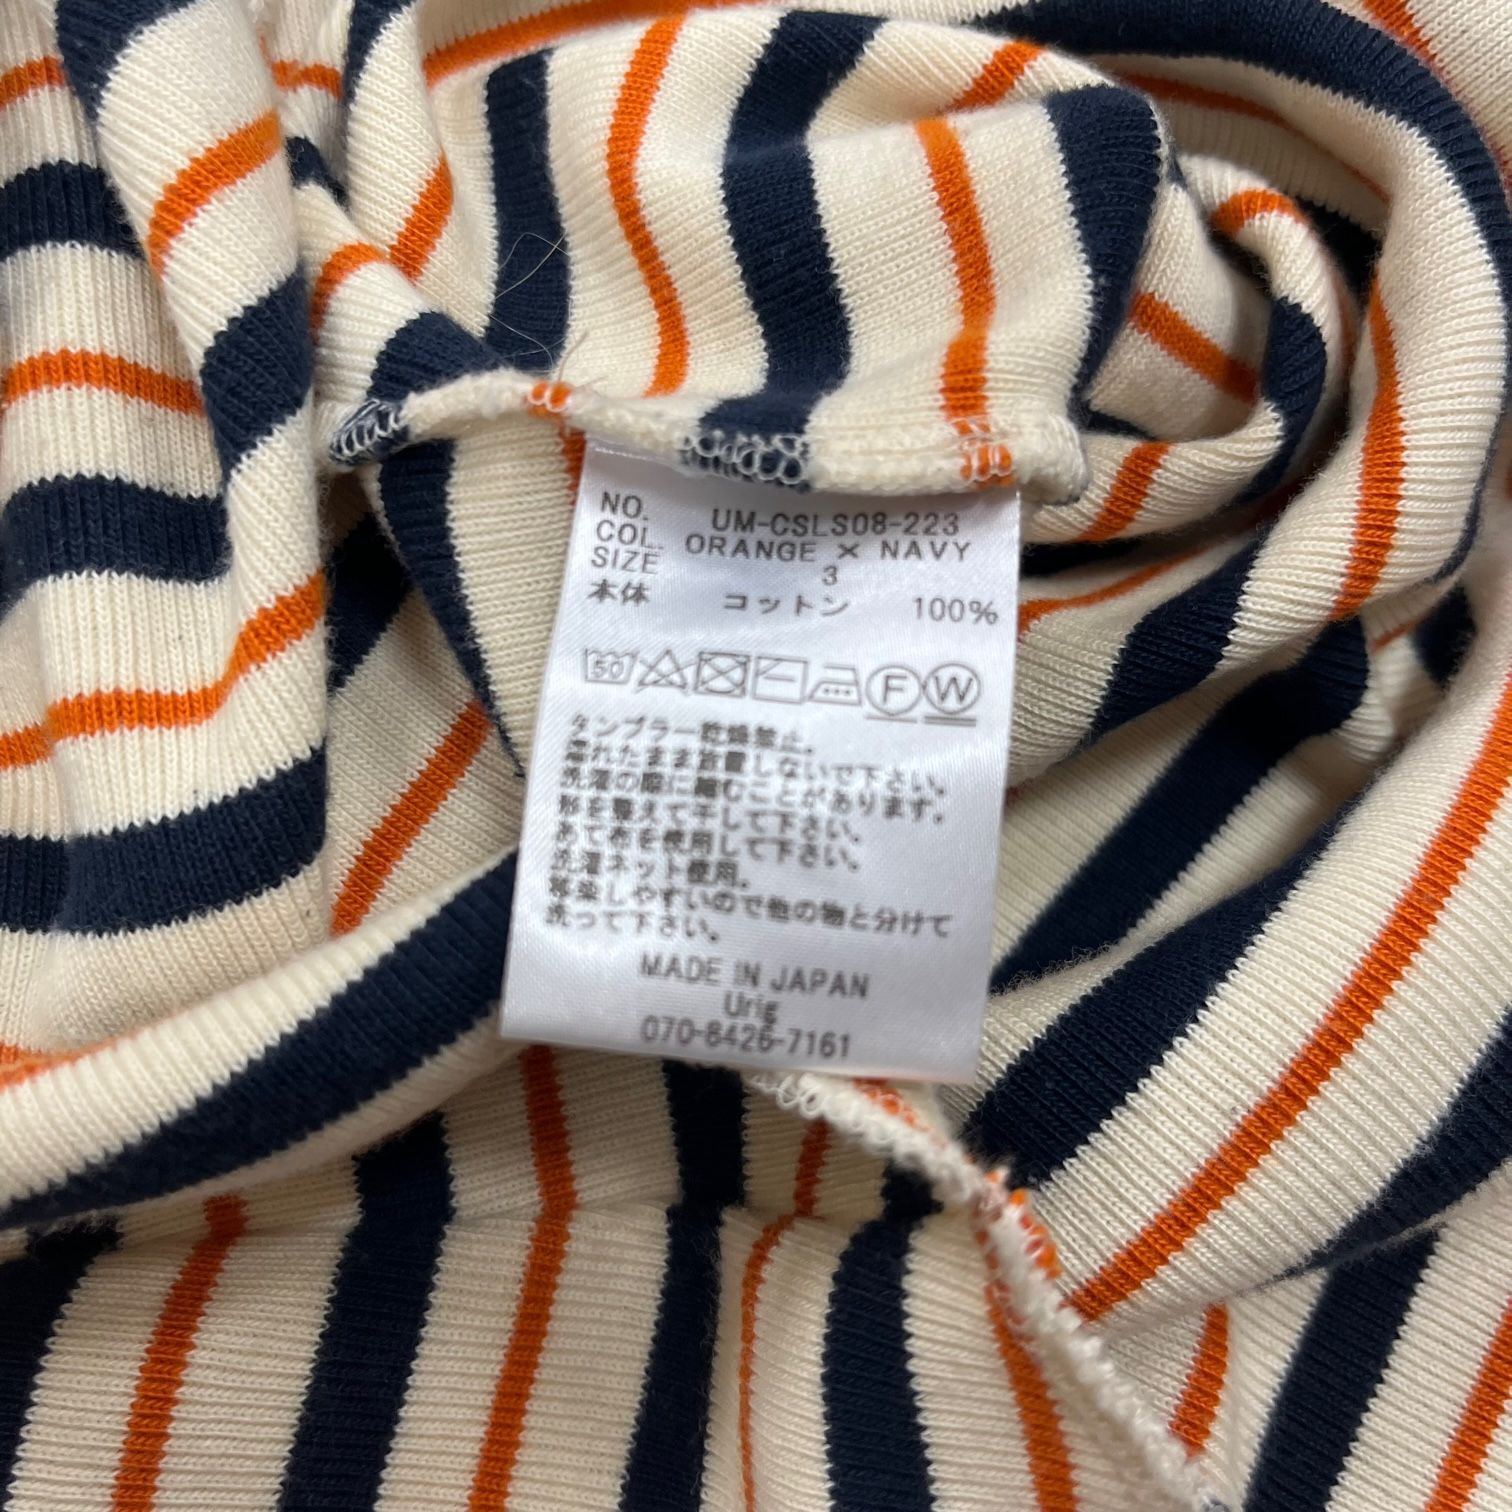 NO. UM-CSLS08-223
COL. ORANGE × NAVY
SIZE 3
本体 コットン 100%
50 F W
タンブラー乾燥禁止。
濡れたまま放置しないで下さい。
洗濯の際に縮むことがあります。
形を整えて干して下さい。
あて布を使用して下さい。
洗濯ネット使用。
移染しやすいので他の物と分けて
洗って下さい。
MADE IN JAPAN
Urig
070-6426-7161